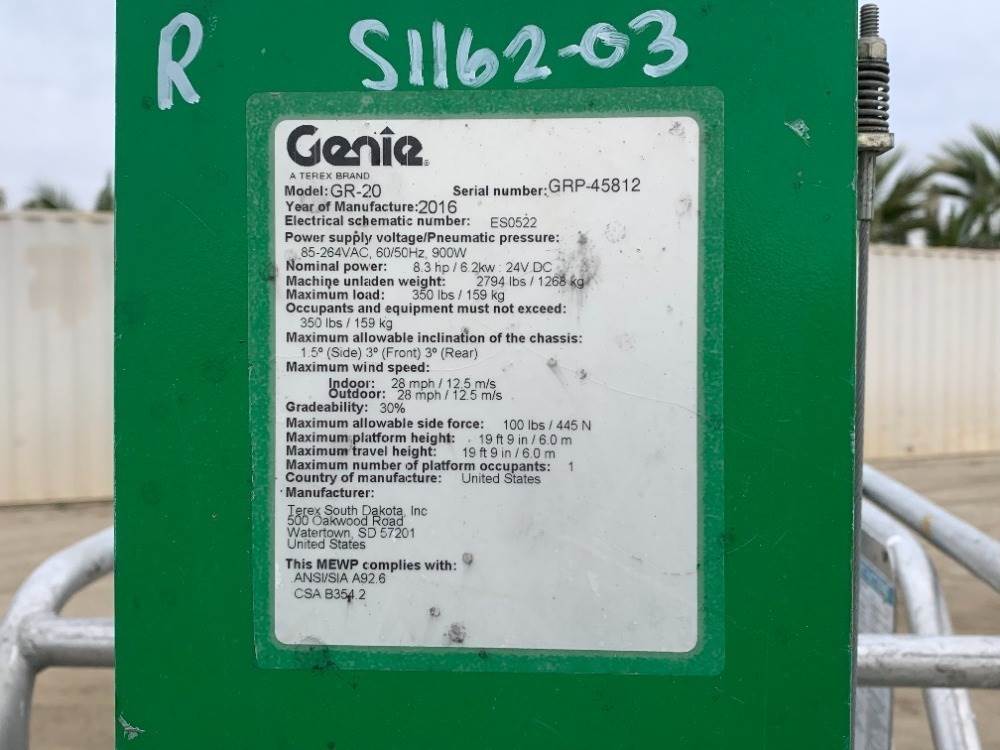 R S1162-03
Genie®
A TEREX BRAND
Model: GR-20 Serial number: GRP-45812
Year of Manufacture: 2016
Electrical schematic number: ES0522
Power supply voltage/Pneumatic pressure:
85-264VAC, 60/50Hz, 900W
Nominal power: 8.3 hp / 6.2kw : 24V DC
Machine unladen weight: 2794 lbs / 1268 kg
Maximum load: 350 lbs / 159 kg
Occupants and equipment must not exceed:
350 lbs / 159 kg
Maximum allowable inclination of the chassis:
1.5º (Side) 3º (Front) 3º (Rear)
Maximum wind speed:
Indoor: 28 mph / 12.5 m/s
Outdoor: 28 mph / 12.5 m/s
Gradeability: 30%
Maximum allowable side force: 100 lbs / 445 N
Maximum platform height: 19 ft 9 in / 6.0 m
Maximum travel height: 19 ft 9 in / 6.0 m
Maximum number of platform occupants: 1
Country of manufacture: United States
Manufacturer:
Terex South Dakota, Inc
500 Oakwood Road
Watertown, SD 57201
United States
This MEWP complies with:
ANSI/SIA A92.6
CSA B354.2